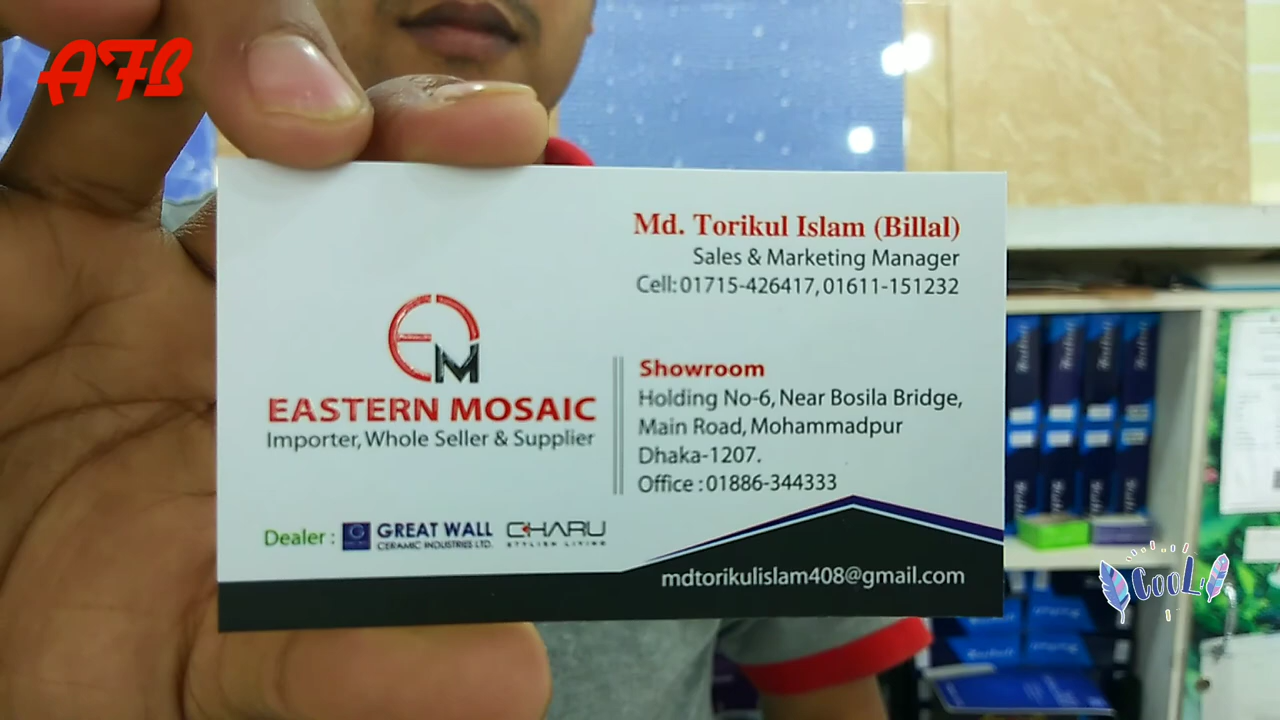 AFB
Md. Torikul Islam (Billal)
Sales & Marketing Manager
Cell: 01715-426417, 01611-151232
EM
EASTERN MOSAIC
Importer, Whole Seller & Supplier
Showroom
Holding No-6, Near Bosila Bridge,
Main Road, Mohammadpur
Dhaka-1207.
Office : 01886-344333
Dealer : GREAT WALL
CERAMIC INDUSTRIES LTD.
CHARU
STYLISH LIVING
mdtorikulislam408@gmail.com
COOL